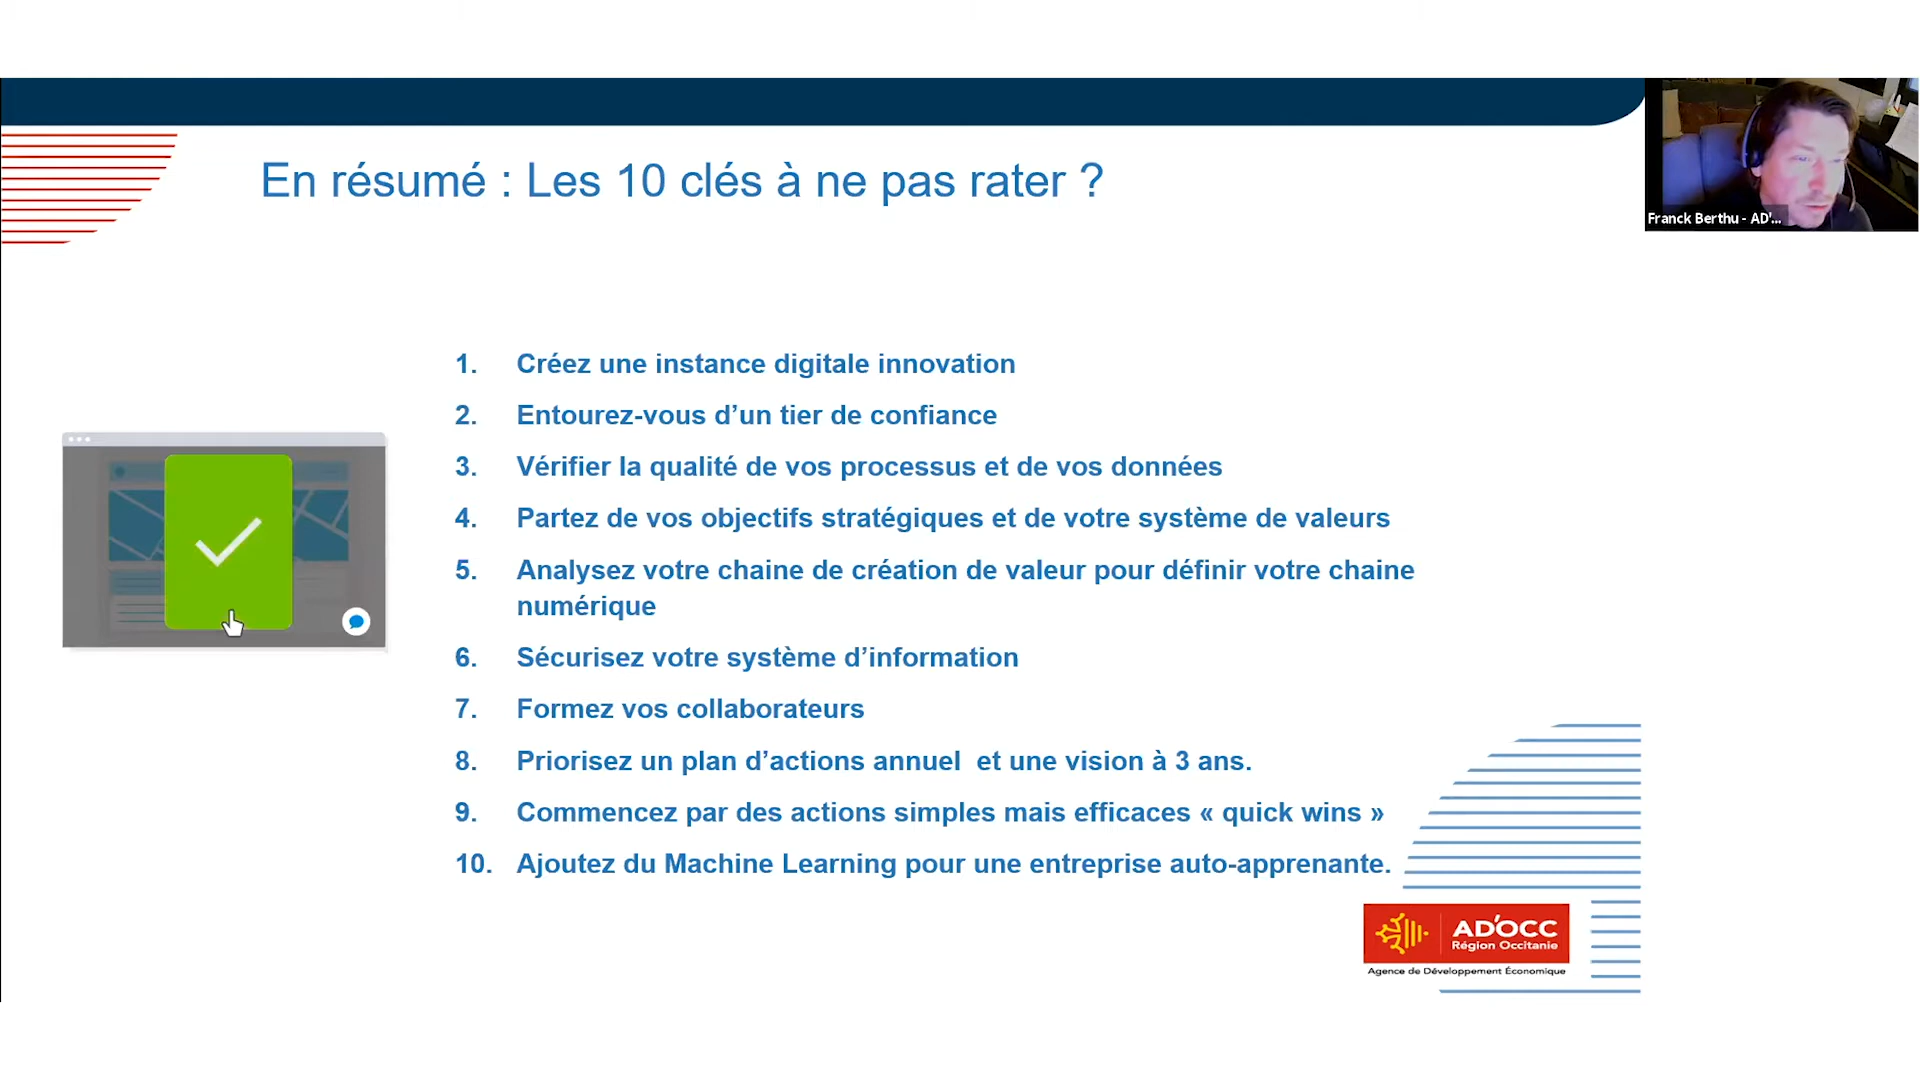 Franck Berthu - AD'...
En résumé : Les 10 clés à ne pas rater ?
1. Créez une instance digitale innovation
2. Entourez-vous d’un tier de confiance
3. Vérifier la qualité de vos processus et de vos données
4. Partez de vos objectifs stratégiques et de votre système de valeurs
5. Analysez votre chaine de création de valeur pour définir votre chaine
numérique
6. Sécurisez votre système d’information
7. Formez vos collaborateurs
8. Priorisez un plan d’actions annuel  et une vision à 3 ans.
9. Commencez par des actions simples mais efficaces « quick wins »
10. Ajoutez du Machine Learning pour une entreprise auto-apprenante.
AD'OCC
Région Occitanie
Agence de Développement Économique